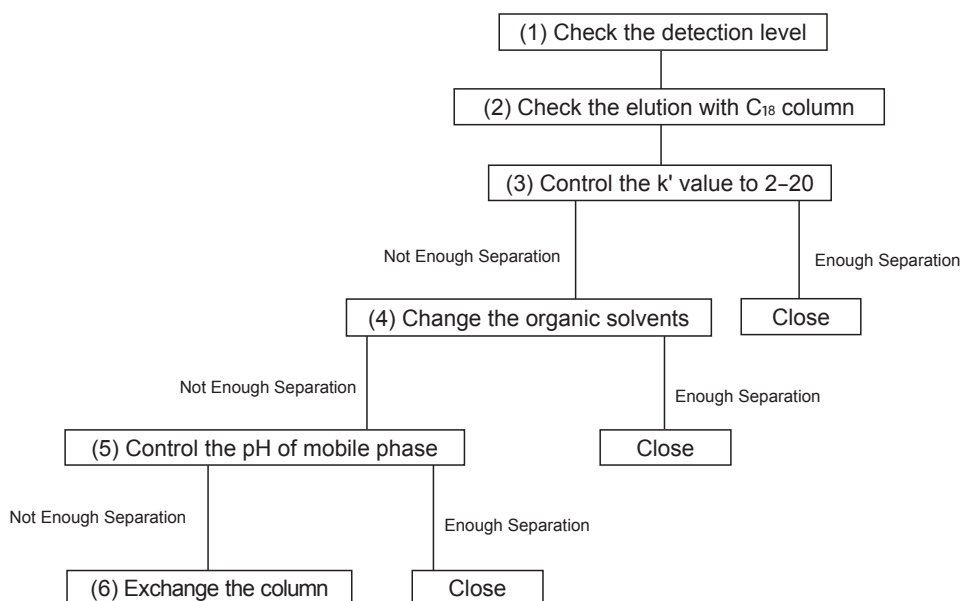 (1) Check the detection level
(2) Check the elution with C₁₈ column
(3) Control the k' value to 2–20
Not Enough Separation
Enough Separation
(4) Change the organic solvents
Close
Not Enough Separation
Enough Separation
(5) Control the pH of mobile phase
Close
Not Enough Separation
Enough Separation
(6) Exchange the column
Close